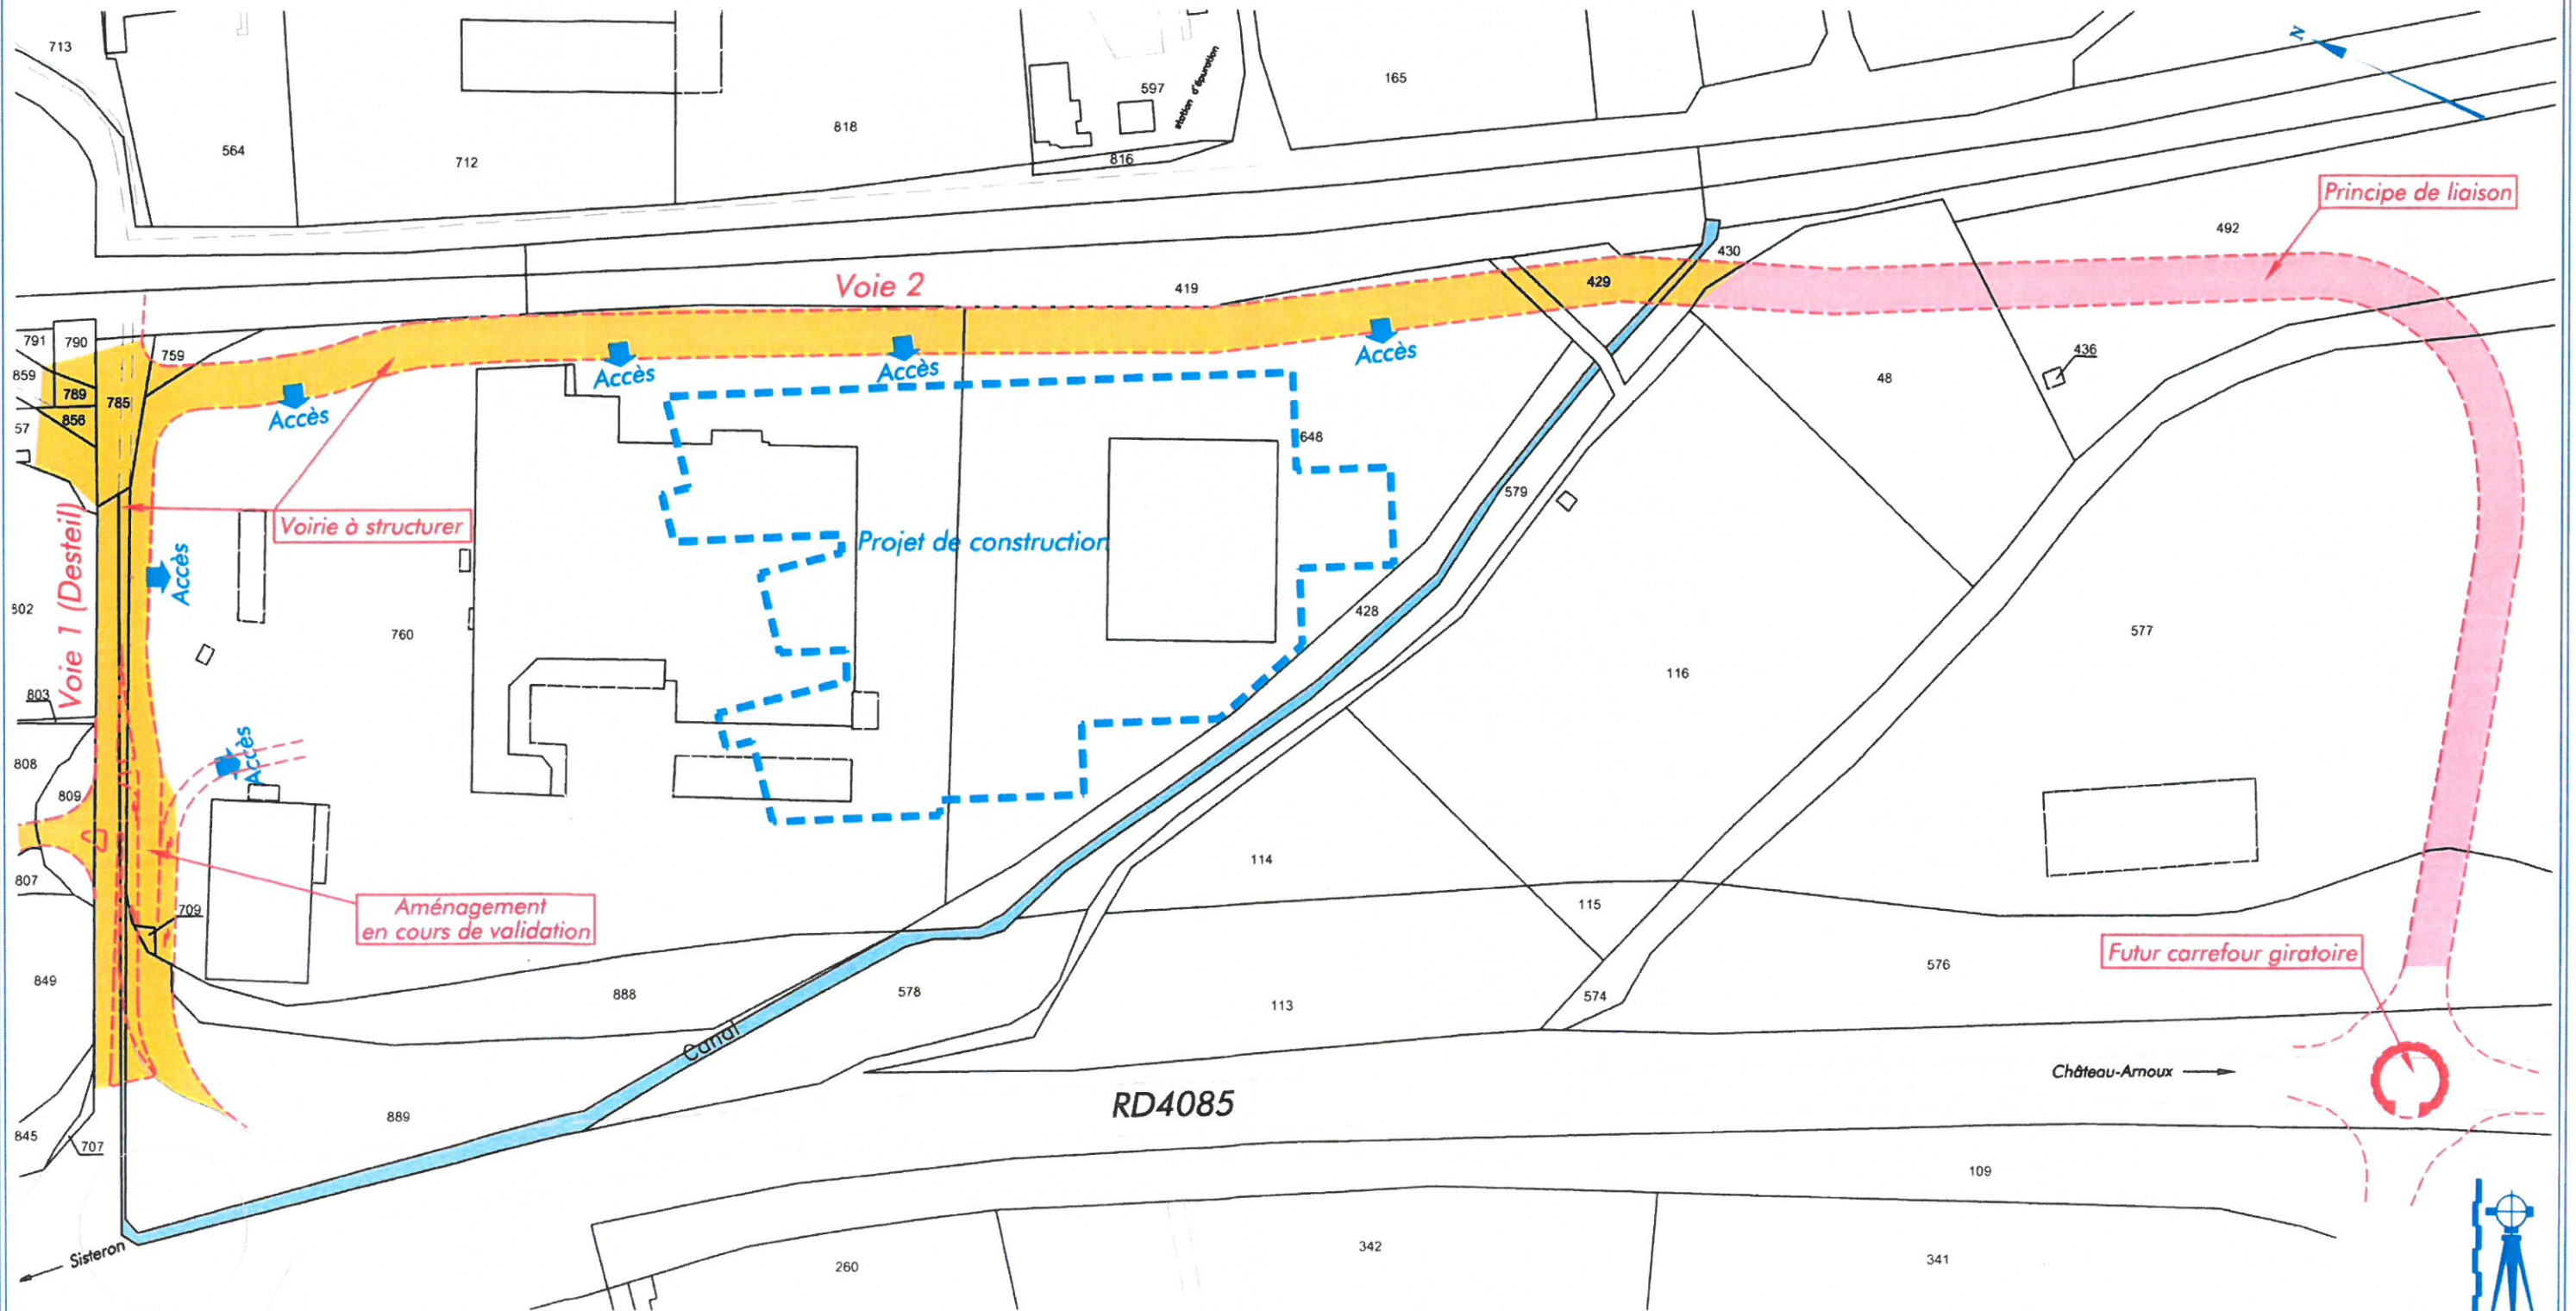 713
564
712
818
597
station d'épuration
816
165
N
Principe de liaison
492
430
429
419
Voie 2
791
790
759
859
789
785
856
57
Accès
Accès
Accès
Accès
648
48
436
Voirie à structurer
Projet de construction
579
Voie 1 (Desteil)
Accès
760
428
116
577
803
Accès
808
809
807
709
Aménagement
en cours de validation
114
115
849
888
578
113
574
576
Futur carrefour giratoire
Canal
Château-Arnoux
RD4085
889
845
707
109
Sisteron
260
342
341